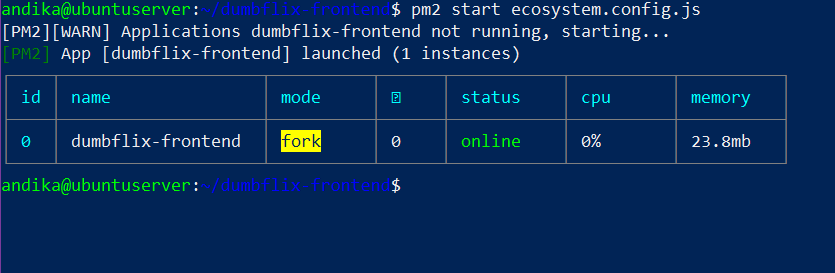 andika@ubuntuserver:~/dumbflix-frontend$ pm2 start ecosystem.config.js
[PM2][WARN] Applications dumbflix-frontend not running, starting...
[PM2] App [dumbflix-frontend] launched (1 instances)
id name mode status cpu memory
0 dumbflix-frontend fork 0 online 0% 23.8mb
andika@ubuntuserver:~/dumbflix-frontend$